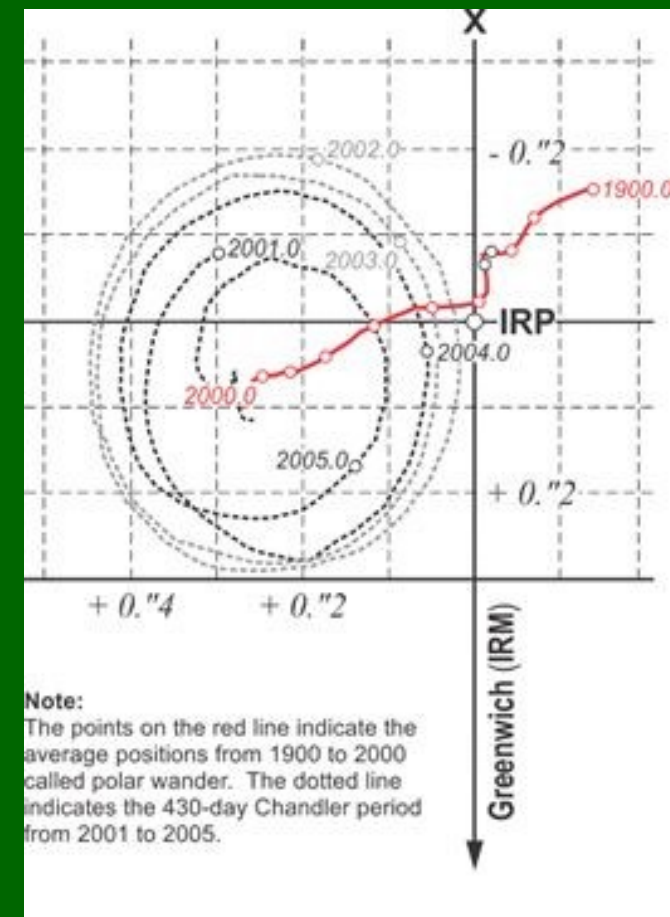 X
2002.0
- 0."2
1900.0
2001.0
2003.0
IRP
2004.0
2000.0
2005.0
+ 0."2
+ 0."4
+ 0."2
Greenwich (IRM)
Note:
The points on the red line indicate the
average positions from 1900 to 2000
called polar wander. The dotted line
indicates the 430-day Chandler period
from 2001 to 2005.